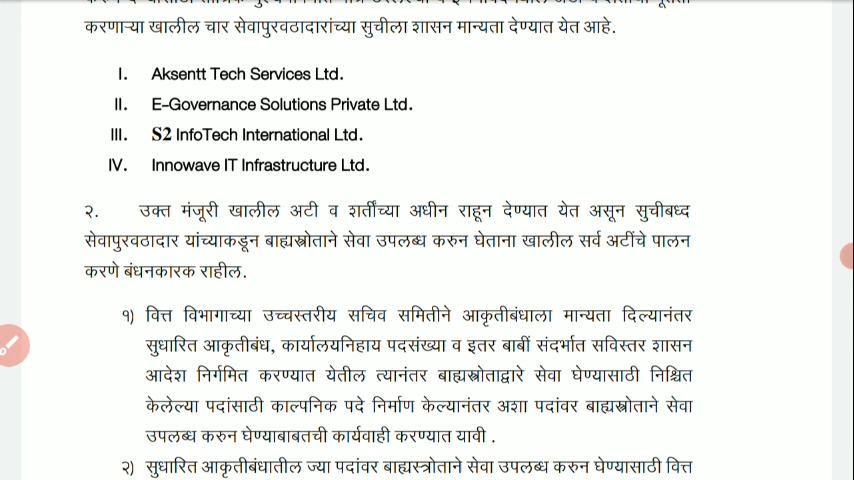 करणाऱ्या खालील चार सेवापुरवठादारांच्या सुचीला शासन मान्यता देण्यात येत आहे.
I. Aksentt Tech Services Ltd.
II. E-Governance Solutions Private Ltd.
III. S2 InfoTech International Ltd.
IV. Innowave IT Infrastructure Ltd.
२. उक्त मंजूरी खालील अटी व शर्तींच्या अधीन राहून देण्यात येत असून सुचीबध्द
सेवापुरवठादार यांच्याकडून बाह्यस्त्रोताने सेवा उपलब्ध करुन घेताना खालील सर्व अटींचे पालन
करणे बंधनकारक राहील.
१) वित्त विभागाच्या उच्चस्तरीय सचिव समितीने आकृतीबंधाला मान्यता दिल्यानंतर
सुधारित आकृतीबंध, कार्यालयनिहाय पदसंख्या व इतर बाबीं संदर्भात सविस्तर शासन
आदेश निर्गमित करण्यात येतील त्यानंतर बाह्यस्त्रोताद्वारे सेवा घेण्यासाठी निश्चित
केलेल्या पदांसाठी काल्पनिक पदे निर्माण केल्यानंतर अशा पदांवर बाह्यस्त्रोताने सेवा
उपलब्ध करुन घेण्याबाबतची कार्यवाही करण्यात यावी .
२) सुधारित आकृतीबंधातील ज्या पदांवर बाह्यस्त्रोताने सेवा उपलब्ध करुन घेण्यासाठी वित्त